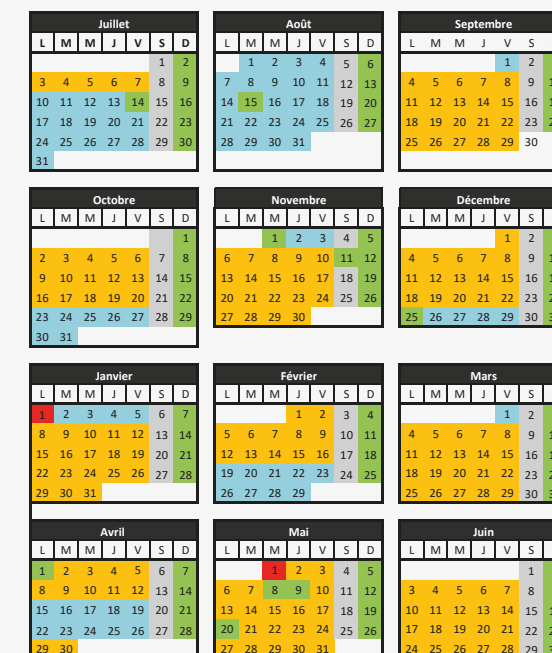 Juillet
L M M J V S D
1 2
3 4 5 6 7 8 9
10 11 12 13 14 15 16
17 18 19 20 21 22 23
24 25 26 27 28 29 30
31
Août
L M M J V S D
1 2 3 4 5 6
7 8 9 10 11 12 13
14 15 16 17 18 19 20
21 22 23 24 25 26 27
28 29 30 31
Septembre
L M M J V S
1 2
4 5 6 7 8 9
11 12 13 14 15 16
18 19 20 21 22 23
25 26 27 28 29 30
Octobre
L M M J V S D
1
2 3 4 5 6 7 8
9 10 11 12 13 14 15
16 17 18 19 20 21 22
23 24 25 26 27 28 29
30 31
Novembre
L M M J V S D
1 2 3 4 5
6 7 8 9 10 11 12
13 14 15 16 17 18 19
20 21 22 23 24 25 26
27 28 29 30
Décembre
L M M J V S
1 2
4 5 6 7 8 9
11 12 13 14 15 16
18 19 20 21 22 23
25 26 27 28 29 30
Janvier
L M M J V S D
1 2 3 4 5 6 7
8 9 10 11 12 13 14
15 16 17 18 19 20 21
22 23 24 25 26 27 28
29 30 31
Février
L M M J V S D
1 2 3 4
5 6 7 8 9 10 11
12 13 14 15 16 17 18
19 20 21 22 23 24 25
26 27 28 29
Mars
L M M J V S
1 2
4 5 6 7 8 9
11 12 13 14 15 16
18 19 20 21 22 23
25 26 27 28 29 30
Avril
L M M J V S D
1 2 3 4 5 6 7
8 9 10 11 12 13 14
15 16 17 18 19 20 21
22 23 24 25 26 27 28
29 30
Mai
L M M J V S D
1 2 3 4 5
6 7 8 9 10 11 12
13 14 15 16 17 18 19
20 21 22 23 24 25 26
27 28 29 30 31
Juin
L M M J V S
1
3 4 5 6 7 8
10 11 12 13 14 15
17 18 19 20 21 22
24 25 26 27 28 29